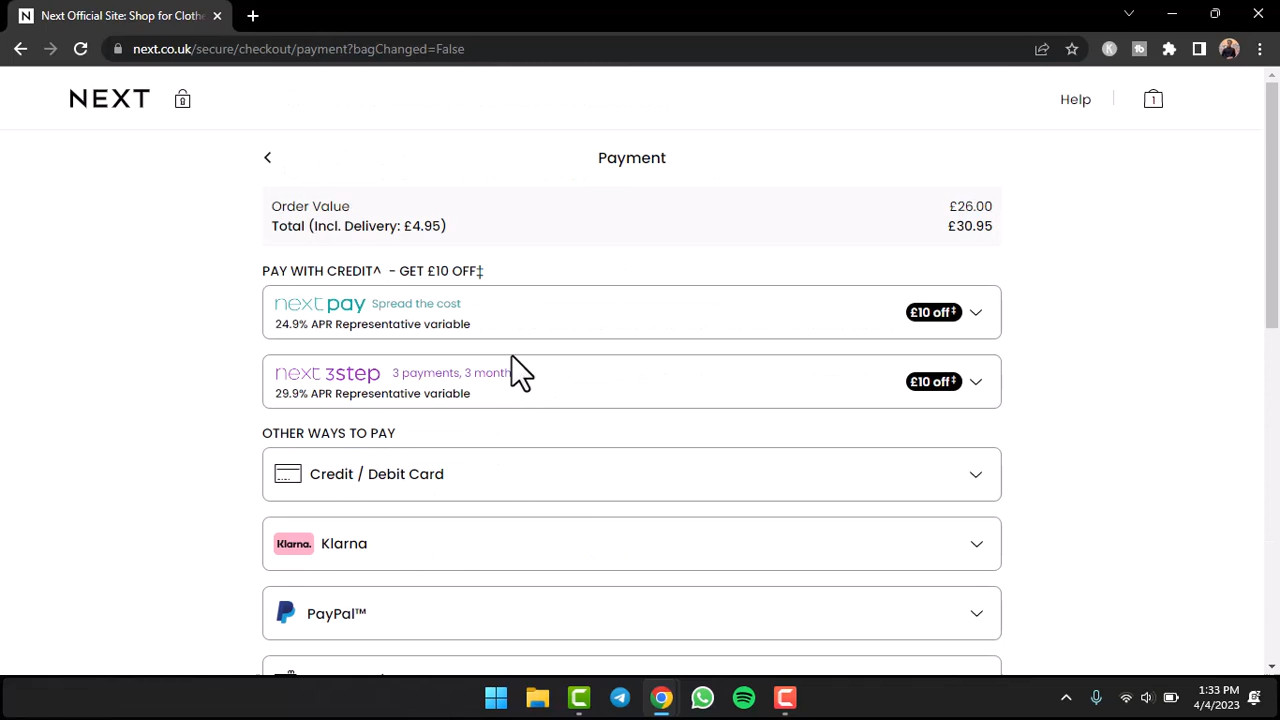 Next Official Site: Shop for Clothe
next.co.uk/secure/checkout/payment?bagChanged=False
NEXT
Help
1
Payment
Order Value £26.00
Total (Incl. Delivery: £4.95) £30.95
PAY WITH CREDIT^ - GET £10 OFF‡
nextpay Spread the cost £10 off‡
24.9% APR Representative variable
next 3step 3 payments, 3 month £10 off‡
29.9% APR Representative variable
OTHER WAYS TO PAY
Credit / Debit Card
Klarna. Klarna
PayPal™
1:33 PM
4/4/2023